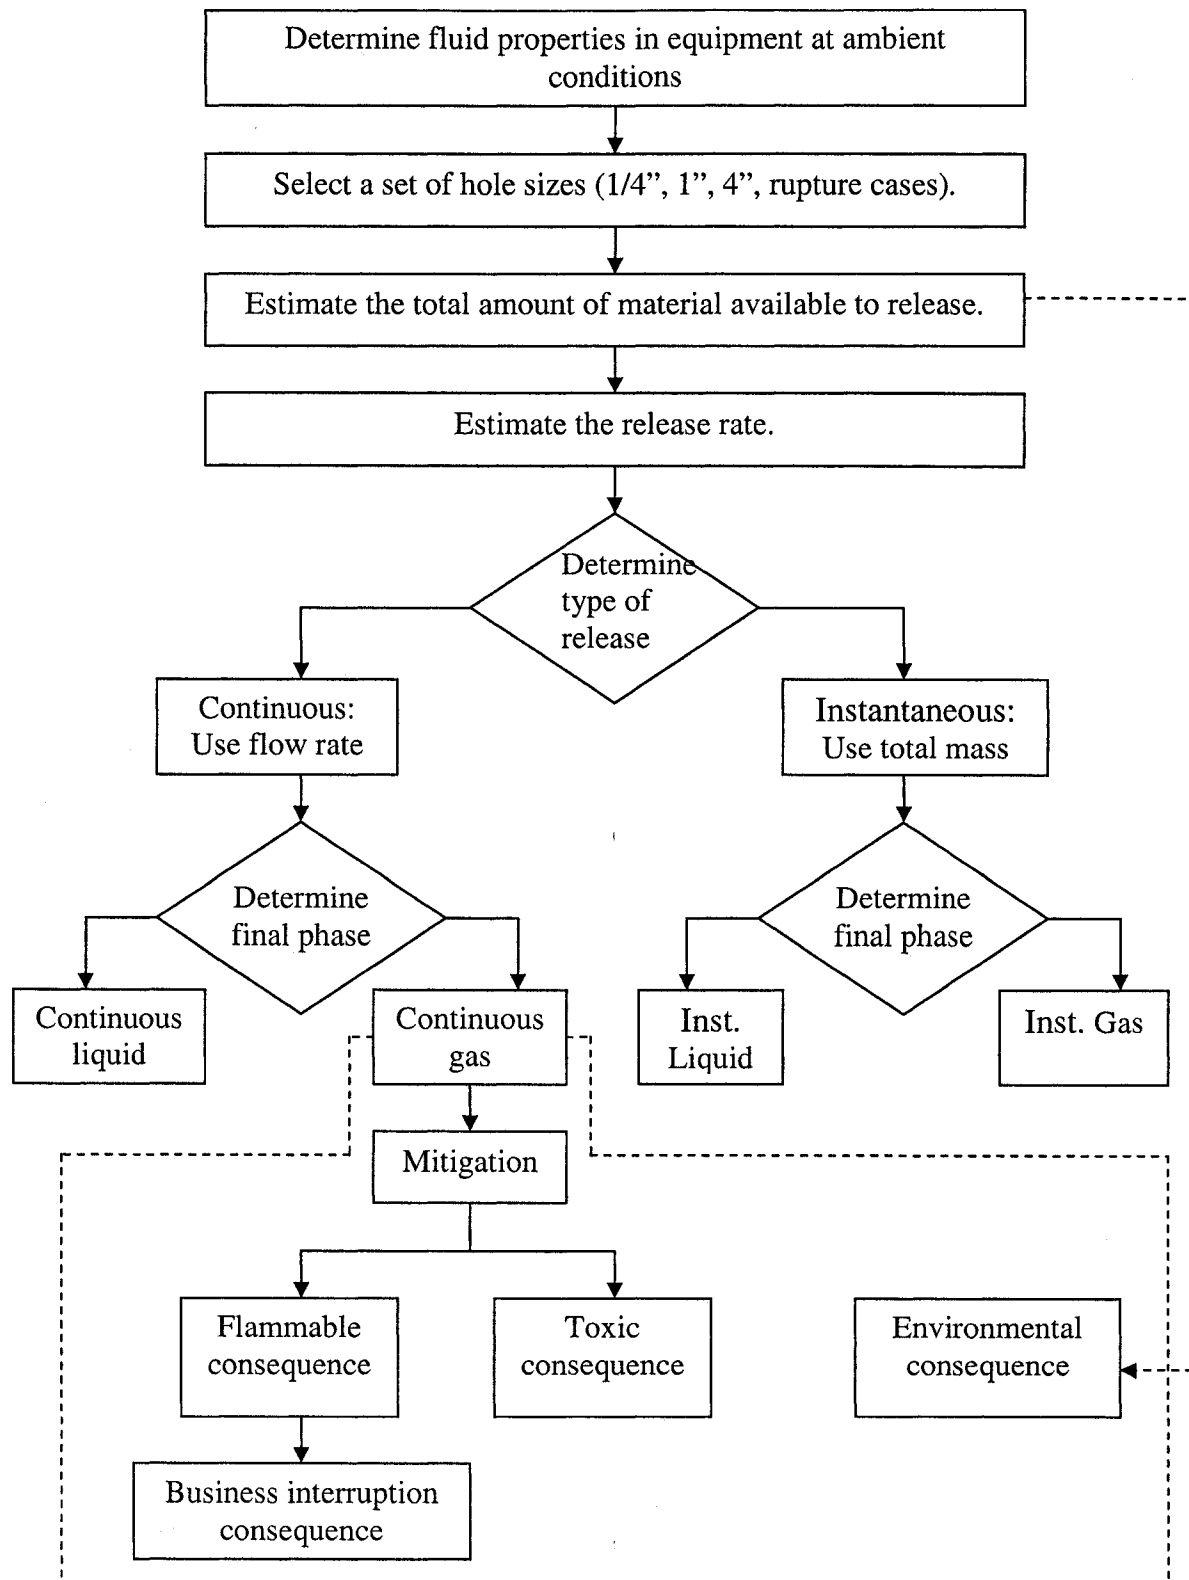 Determine fluid properties in equipment at ambient
conditions
Select a set of hole sizes (1/4”, 1”, 4”, rupture cases).
Estimate the total amount of material available to release.
Estimate the release rate.
Determine
type of
release
Continuous:
Use flow rate
Instantaneous:
Use total mass
Determine
final phase
Determine
final phase
Continuous
liquid
Continuous
gas
Inst.
Liquid
Inst. Gas
Mitigation
Flammable
consequence
Toxic
consequence
Environmental
consequence
Business interruption
consequence